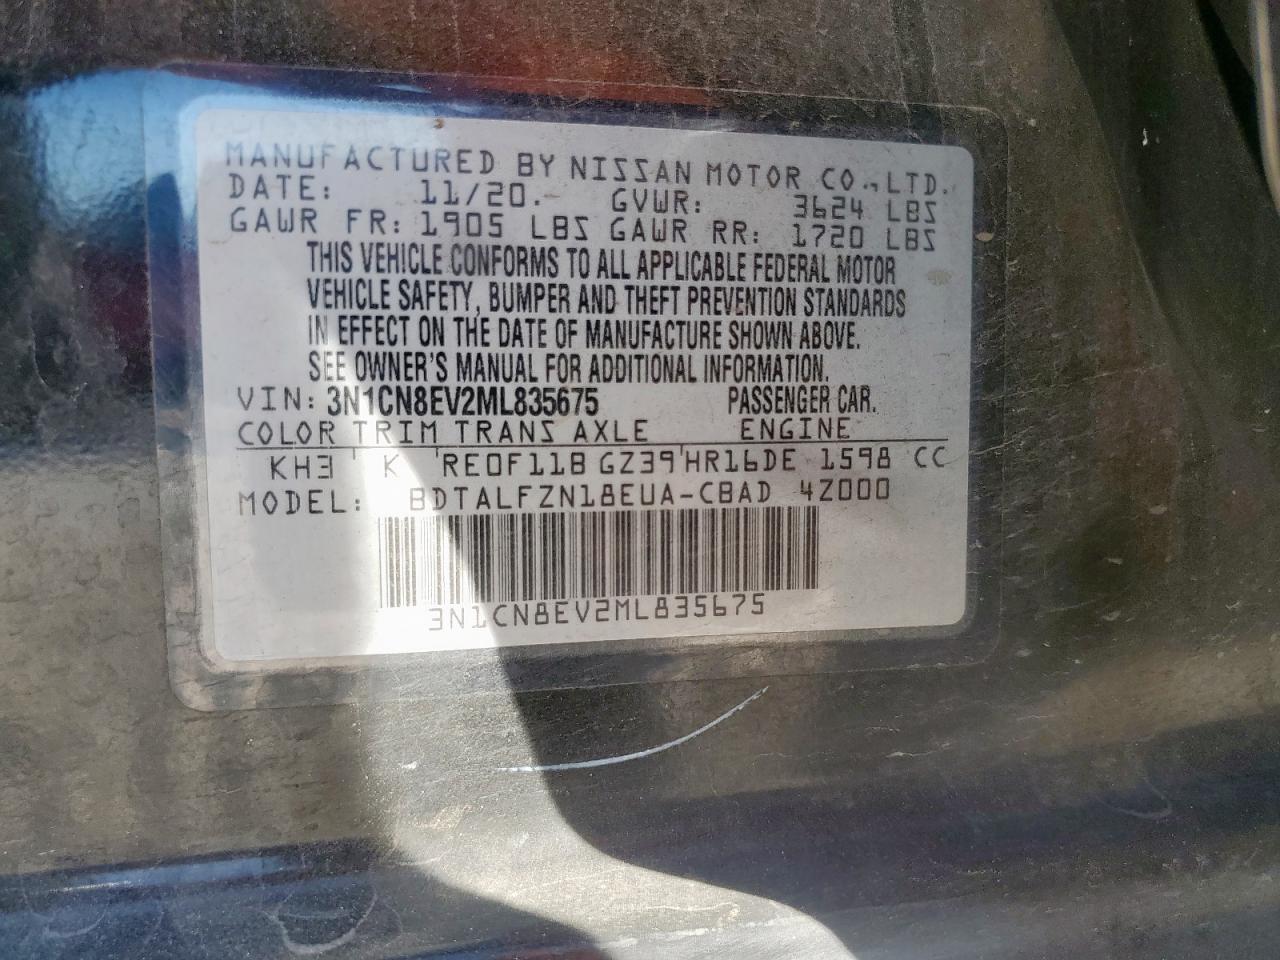 MANUFACTURED BY NISSAN MOTOR CO., LTD.
DATE: 11/20. GVWR: 3624 LBS
GAWR FR: 1905 LBS GAWR RR: 1720 LBS
THIS VEHICLE CONFORMS TO ALL APPLICABLE FEDERAL MOTOR
VEHICLE SAFETY, BUMPER AND THEFT PREVENTION STANDARDS
IN EFFECT ON THE DATE OF MANUFACTURE SHOWN ABOVE.
SEE OWNER'S MANUAL FOR ADDITIONAL INFORMATION.
VIN: 3N1CN8EV2ML835675 PASSENGER CAR.
COLOR TRIM TRANS AXLE ENGINE
KH3 K RE0F11B GZ39 HR16DE 1598 CC
MODEL: BDTALFZN18EUA-CBAD 4Z000
3N1CN8EV2ML835675